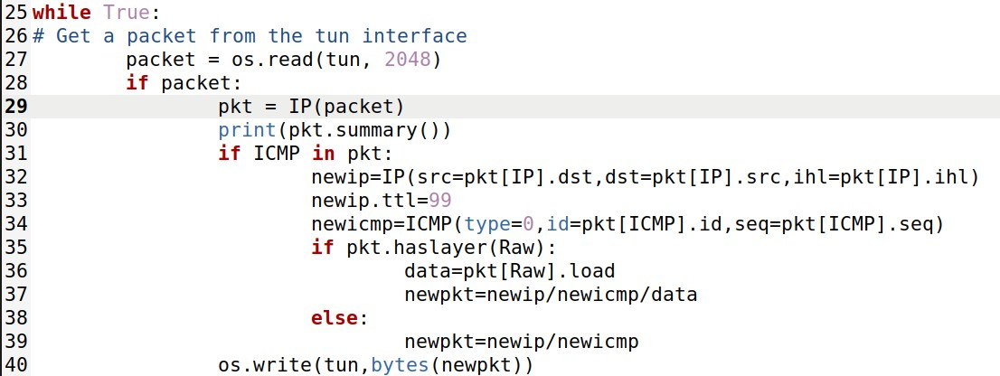 25 while True:
26 # Get a packet from the tun interface
27         packet = os.read(tun, 2048)
28         if packet:
29                 pkt = IP(packet)
30                 print(pkt.summary())
31                 if ICMP in pkt:
32                         newip=IP(src=pkt[IP].dst,dst=pkt[IP].src,ihl=pkt[IP].ihl)
33                         newip.ttl=99
34                         newicmp=ICMP(type=0,id=pkt[ICMP].id,seq=pkt[ICMP].seq)
35                         if pkt.haslayer(Raw):
36                                 data=pkt[Raw].load
37                                 newpkt=newip/newicmp/data
38                         else:
39                                 newpkt=newip/newicmp
40                 os.write(tun,bytes(newpkt))